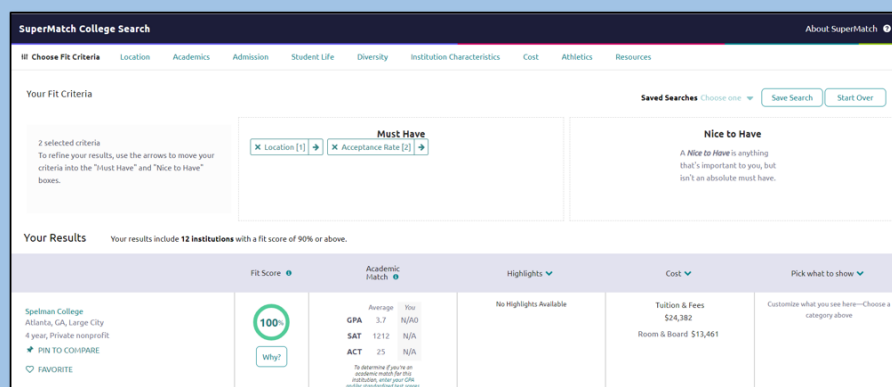 SuperMatch College Search
About SuperMatch
Choose Fit Criteria Location Academics Admission Student Life Diversity Institution Characteristics Cost Athletics Resources
Your Fit Criteria
Saved Searches Choose one Save Search Start Over
2 selected criteria
To refine your results, use the arrows to move your
criteria into the "Must Have" and "Nice to Have"
boxes.
Must Have
Location [1] Acceptance Rate [2]
Nice to Have
A Nice to Have is anything
that's important to you, but
isn't an absolute must have.
Your Results Your results include 12 institutions with a fit score of 90% or above.
Fit Score Academic
Match Highlights Cost Pick what to show
Spelman College
Atlanta, GA, Large City
4 year, Private nonprofit
PIN TO COMPARE
FAVORITE
100%
Why?
Average You
GPA 3.7 N/A0
SAT 1212 N/A
ACT 25 N/A
To determine if you're an
academic match for this
institution, enter your GPA
and/or standardized test scores
No Highlights Available
Tuition & Fees
$24,382
Room & Board $13,461
Customize what you see here—Choose a
category above